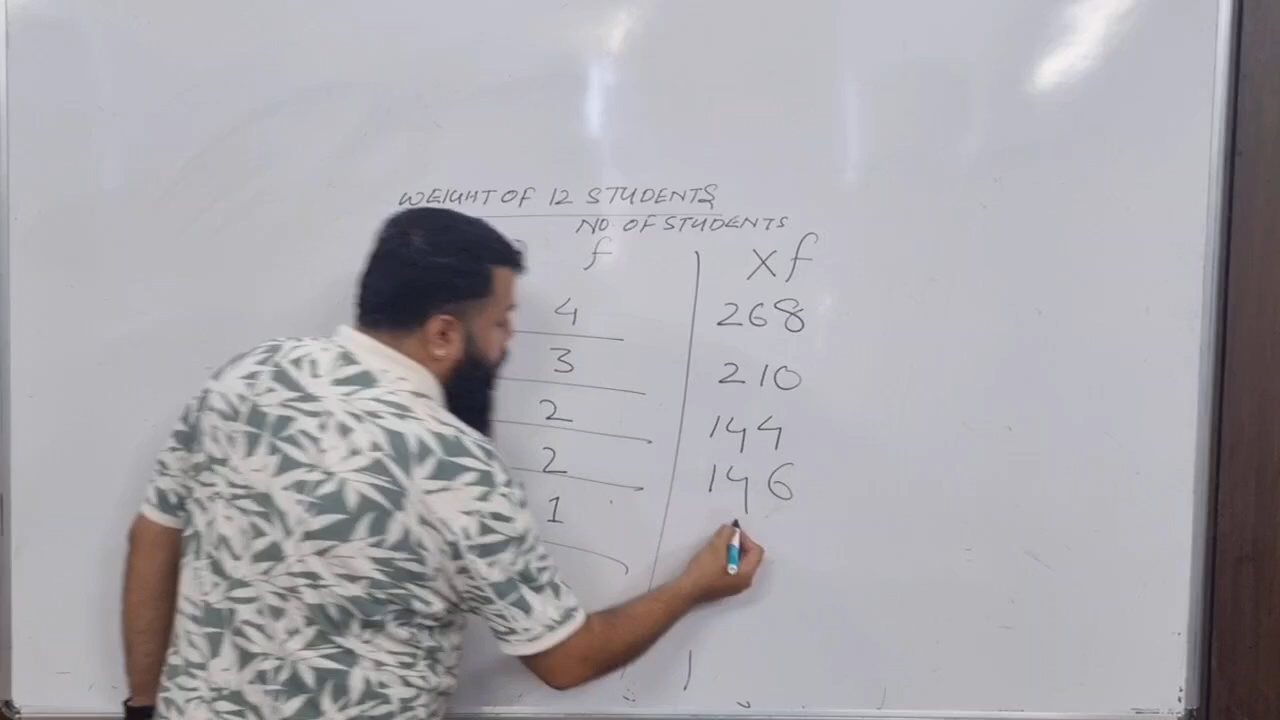 WEIGHT OF 12 STUDENTS
NO. OF STUDENTS
f xf
4 268
3 210
2 144
2 146
1